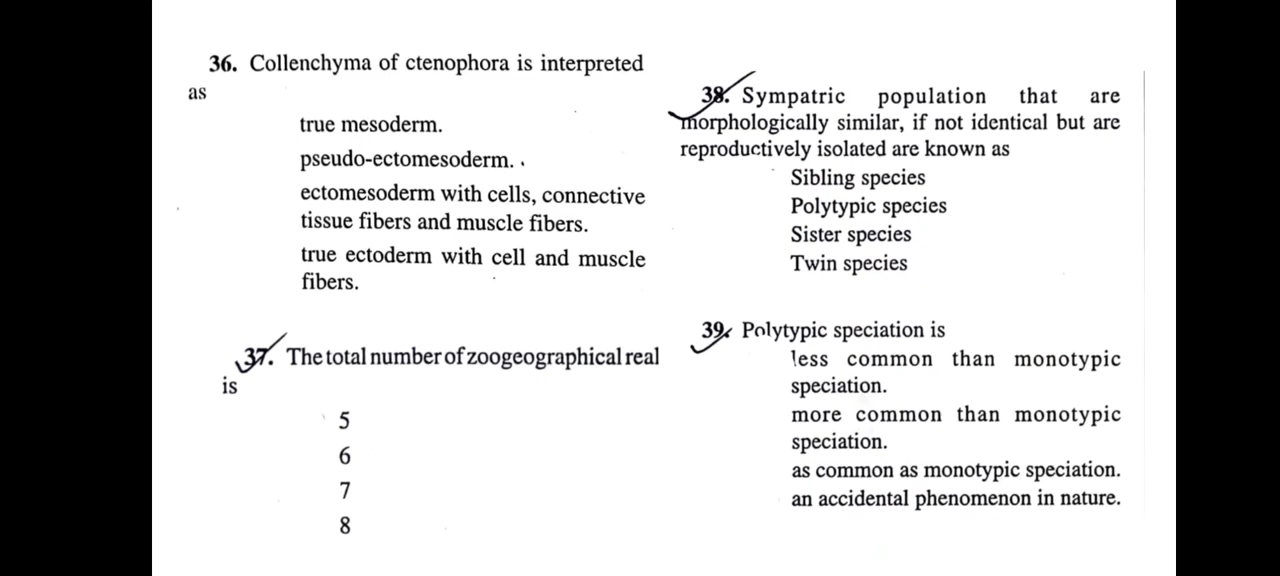 36. Collenchyma of ctenophora is interpreted
as
true mesoderm.
pseudo-ectomesoderm.
ectomesoderm with cells, connective
tissue fibers and muscle fibers.
true ectoderm with cell and muscle
fibers.
37. The total number of zoogeographical real
is
5
6
7
8
38. Sympatric population that are
morphologically similar, if not identical but are
reproductively isolated are known as
Sibling species
Polytypic species
Sister species
Twin species
39. Polytypic speciation is
less common than monotypic
speciation.
more common than monotypic
speciation.
as common as monotypic speciation.
an accidental phenomenon in nature.